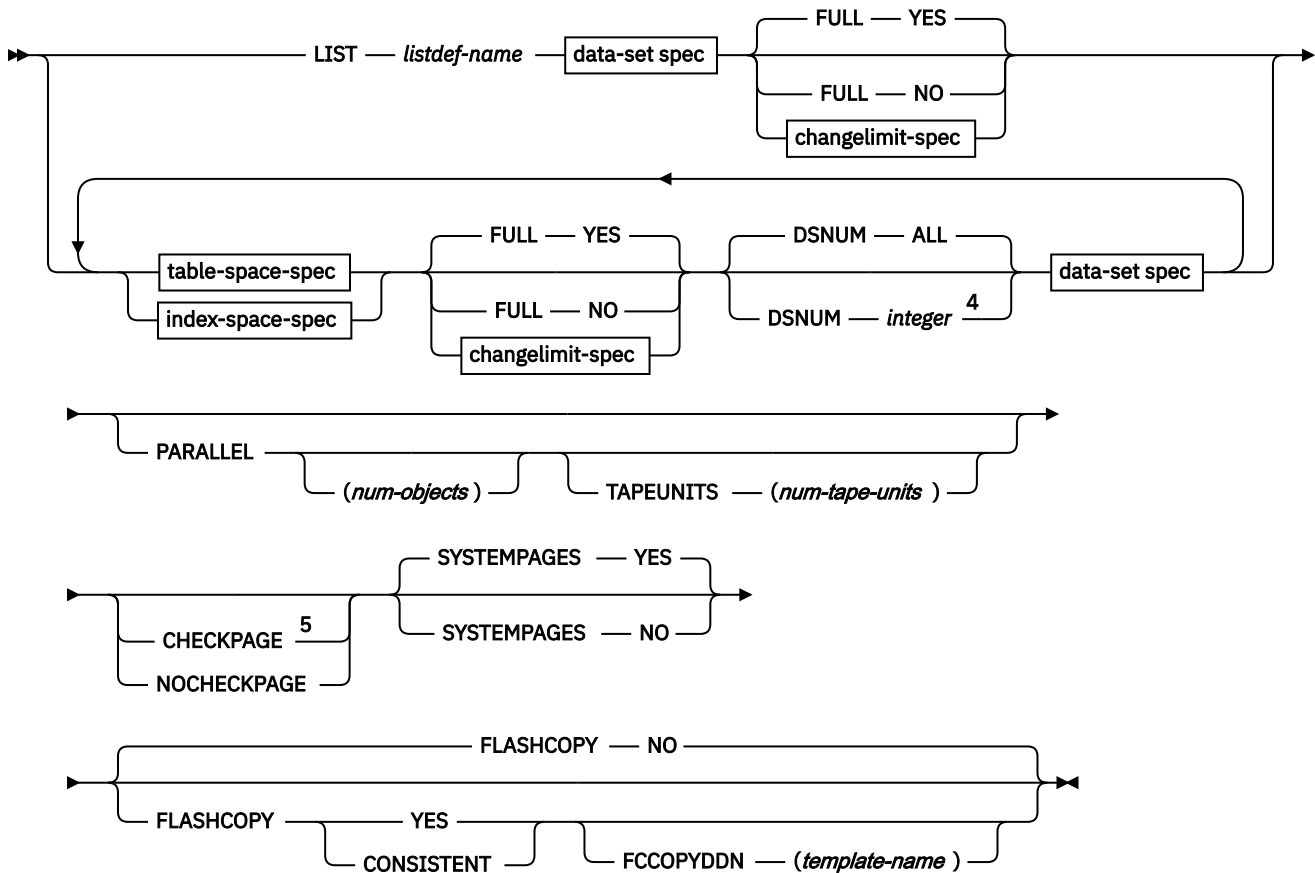 FULL YES
LIST listdef-name data-set spec
FULL NO
changelimit-spec
FULL YES DSNUM ALL
table-space-spec data-set spec
index-space-spec FULL NO DSNUM integer 4
changelimit-spec
PARALLEL
(num-objects) TAPEUNITS (num-tape-units )
SYSTEMPAGES YES
CHECKPAGE 5
SYSTEMPAGES NO
NOCHECKPAGE
FLASHCOPY NO
FLASHCOPY YES
CONSISTENT FCCOPYDDN (template-name )